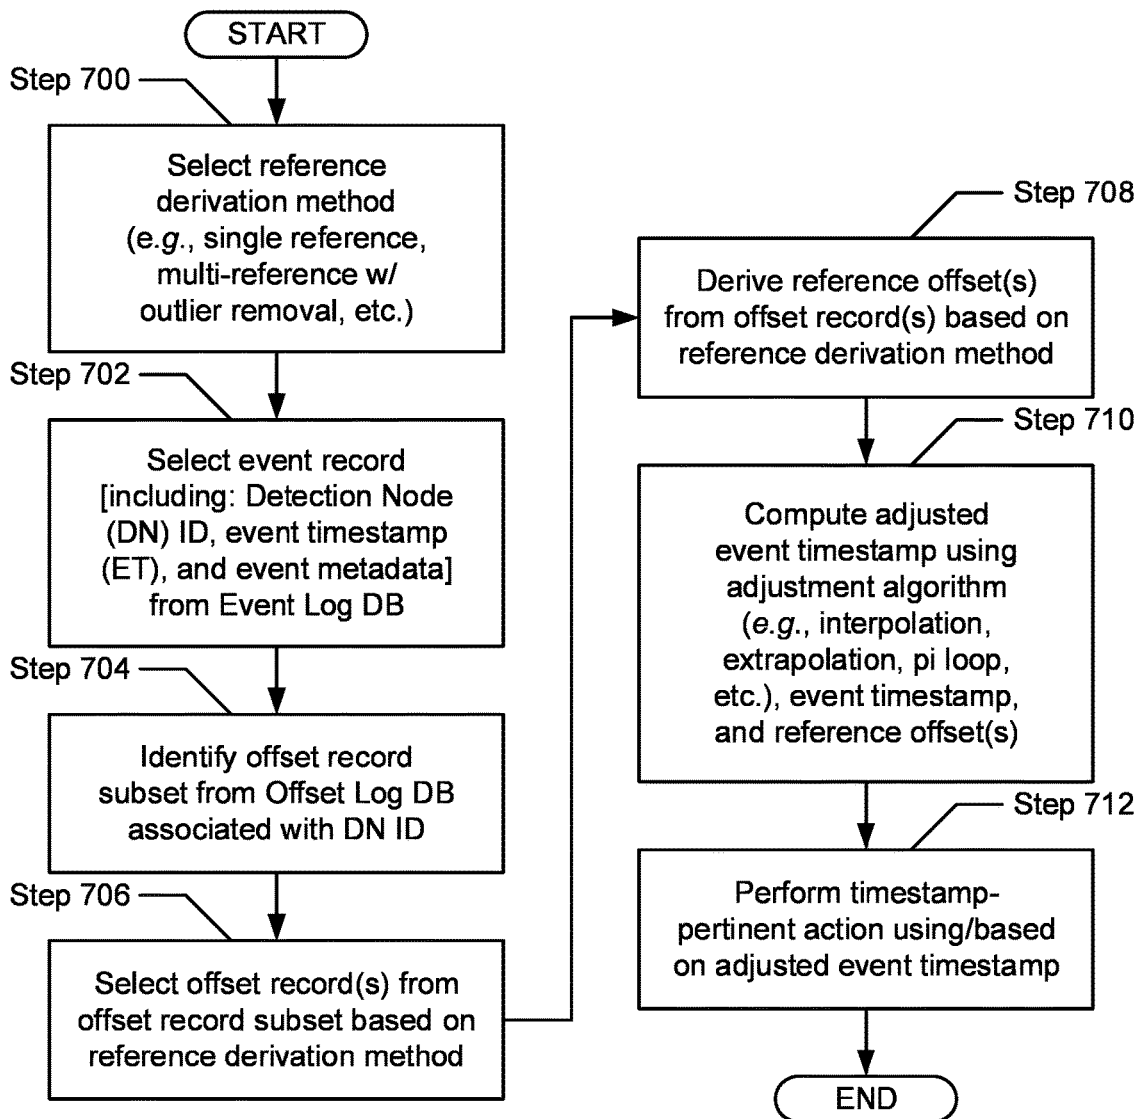 START
Step 700
Select reference
derivation method
(e.g., single reference,
multi-reference w/
outlier removal, etc.)
Step 702
Select event record
[including: Detection Node
(DN) ID, event timestamp
(ET), and event metadata]
from Event Log DB
Step 704
Identify offset record
subset from Offset Log DB
associated with DN ID
Step 706
Select offset record(s) from
offset record subset based on
reference derivation method
Step 708
Derive reference offset(s)
from offset record(s) based on
reference derivation method
Step 710
Compute adjusted
event timestamp using
adjustment algorithm
(e.g., interpolation,
extrapolation, pi loop,
etc.), event timestamp,
and reference offset(s)
Step 712
Perform timestamp-
pertinent action using/based
on adjusted event timestamp
END